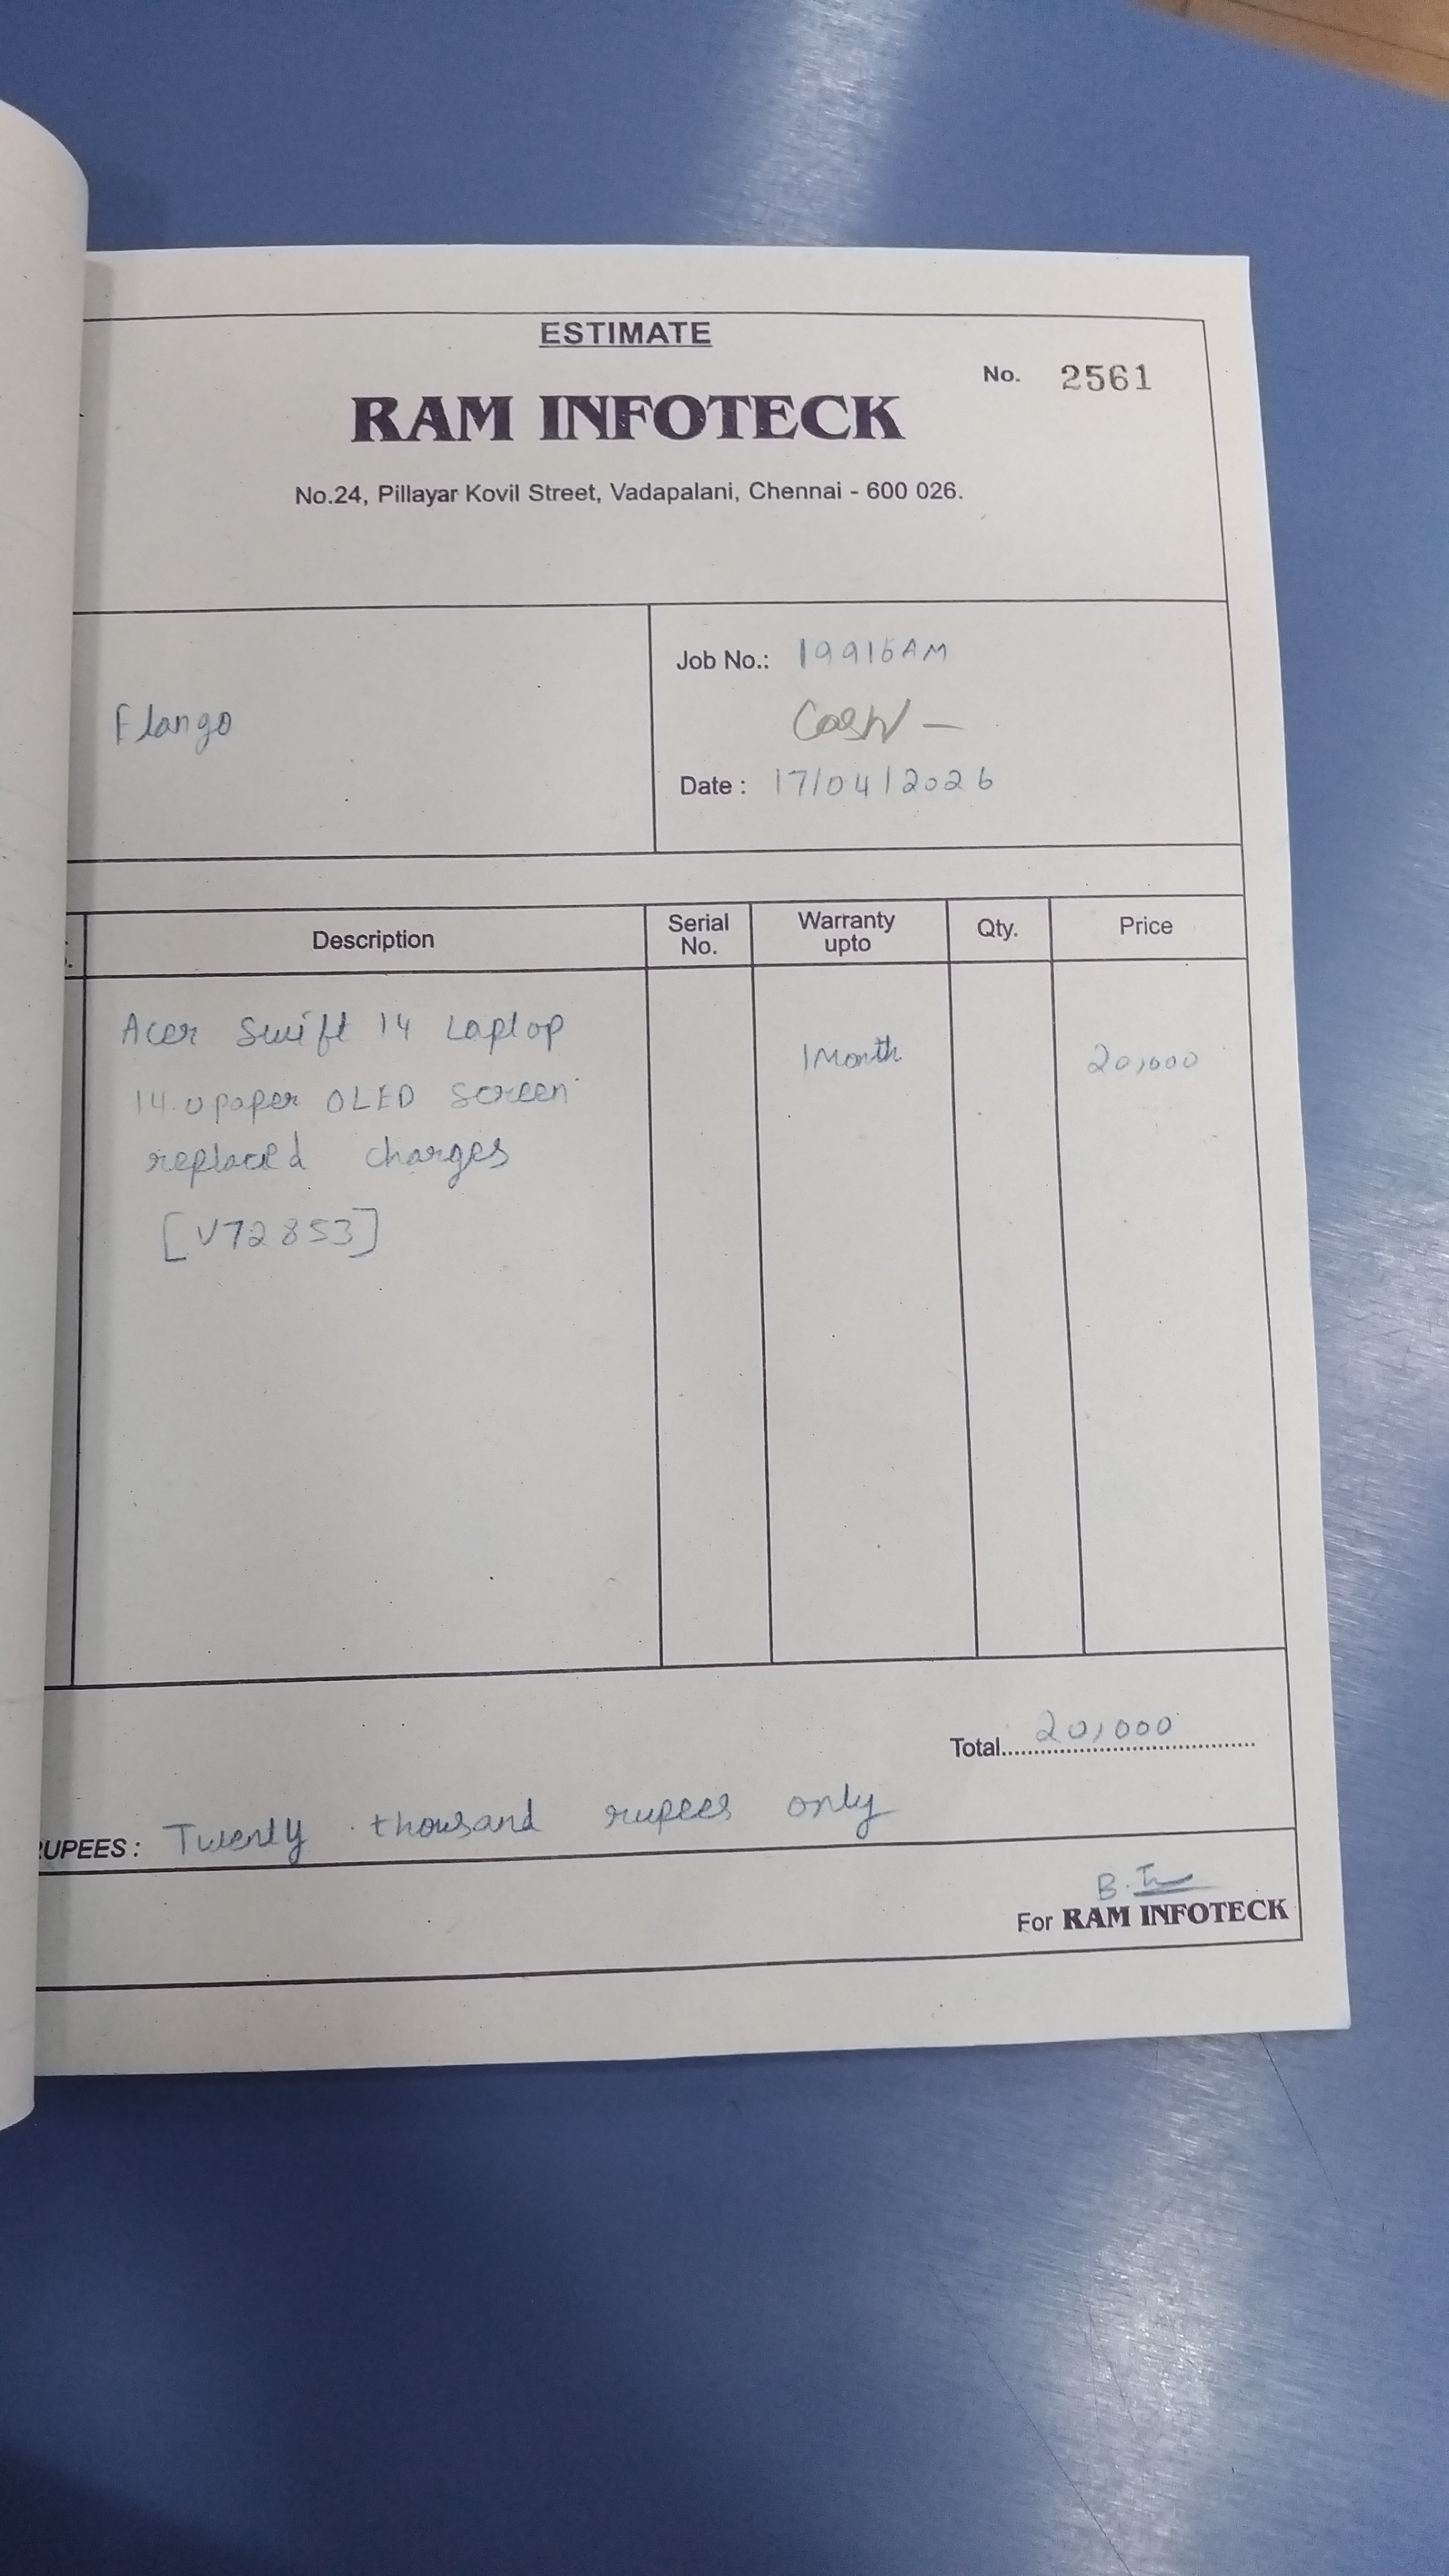 ESTIMATE
No. 2561
RAM INFOTECK
No.24, Pillayar Kovil Street, Vadapalani, Chennai - 600 026.
Elango
Job No.: 19916AM
Cash —
Date : 17/04/2026
Description Serial No. Warranty upto Qty. Price
Acer Swift 14 Laptop 1Month 20,000
14.0 paper OLED Screen
replaced charges
[V72853]
Total 20,000
RUPEES : Twenty thousand rupees only
For RAM INFOTECK